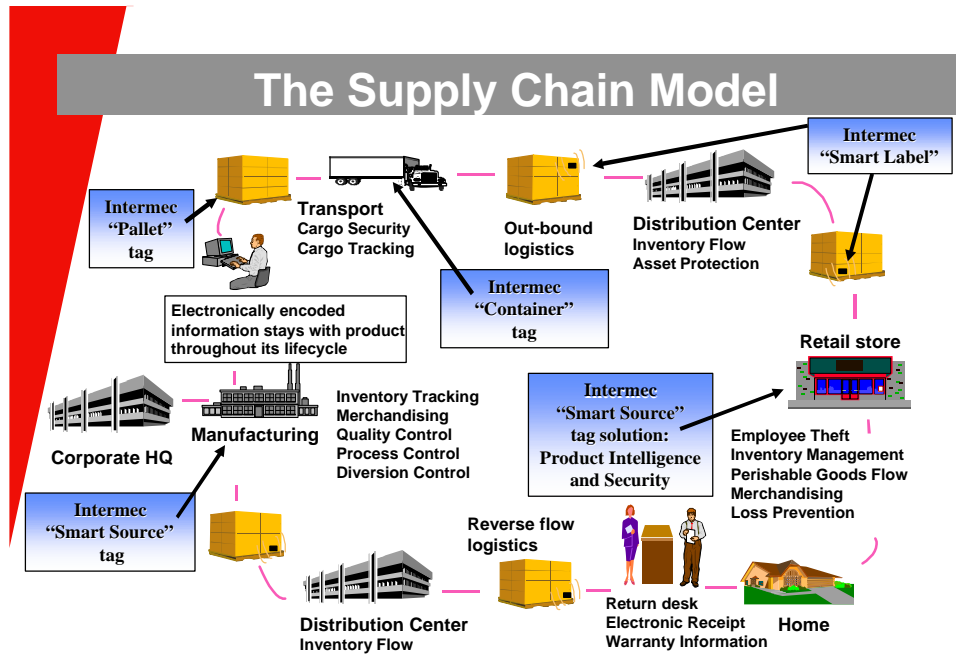 The Supply Chain Model
Intermec
“Smart Label”
Intermec
“Pallet”
tag
Transport
Cargo Security
Cargo Tracking
Out-bound
logistics
Distribution Center
Inventory Flow
Asset Protection
Intermec
“Container”
tag
Electronically encoded
information stays with product
throughout its lifecycle
Retail store
Intermec
“Smart Source”
tag solution:
Product Intelligence
and Security
Corporate HQ
Manufacturing
Inventory Tracking
Merchandising
Quality Control
Process Control
Diversion Control
Employee Theft
Inventory Management
Perishable Goods Flow
Merchandising
Loss Prevention
Intermec
“Smart Source”
tag
Reverse flow
logistics
Distribution Center
Inventory Flow
Return desk
Electronic Receipt
Warranty Information
Home